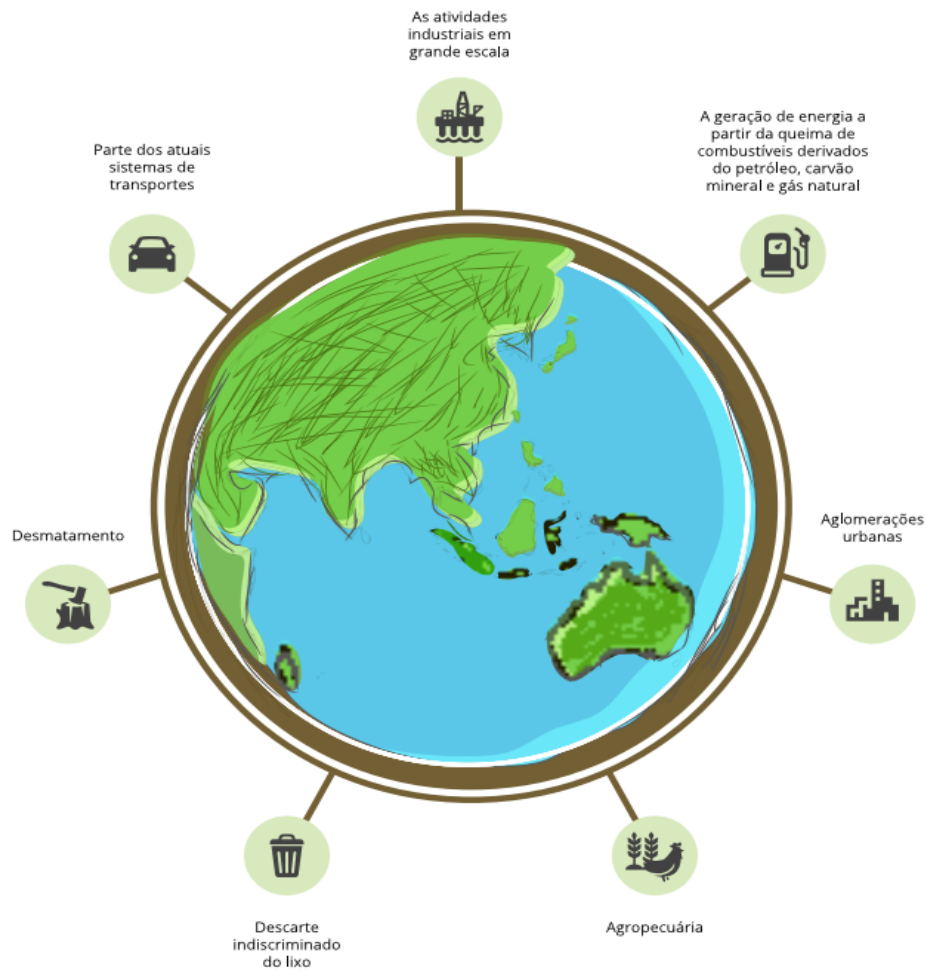 As atividades
industriais em
grande escala
A geração de energia a
partir da queima de
combustíveis derivados
do petróleo, carvão
mineral e gás natural
Parte dos atuais
sistemas de
transportes
Aglomerações
urbanas
Desmatamento
Descarte
indiscriminado
do lixo
Agropecuária